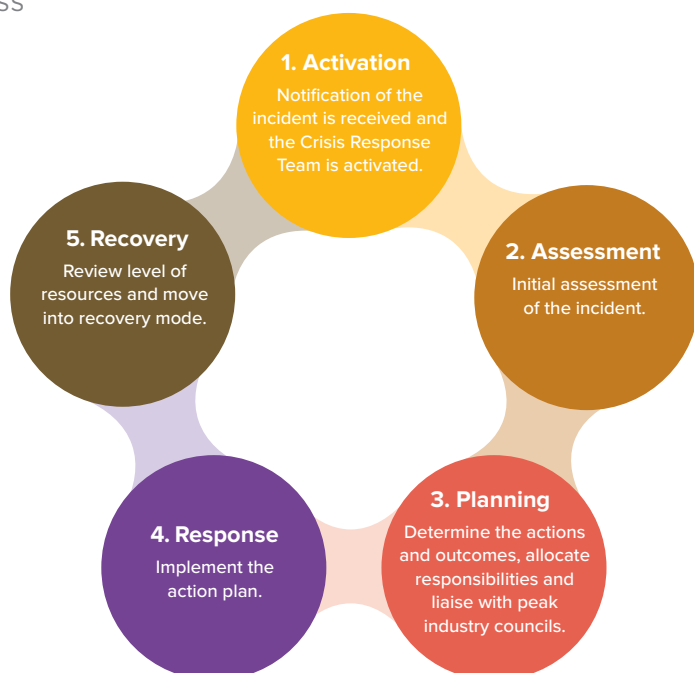 1. Activation
Notification of the
incident is received and
the Crisis Response
Team is activated.
2. Assessment
Initial assessment
of the incident.
3. Planning
Determine the actions
and outcomes, allocate
responsibilities and
liaise with peak
industry councils.
4. Response
Implement the
action plan.
5. Recovery
Review level of
resources and move
into recovery mode.